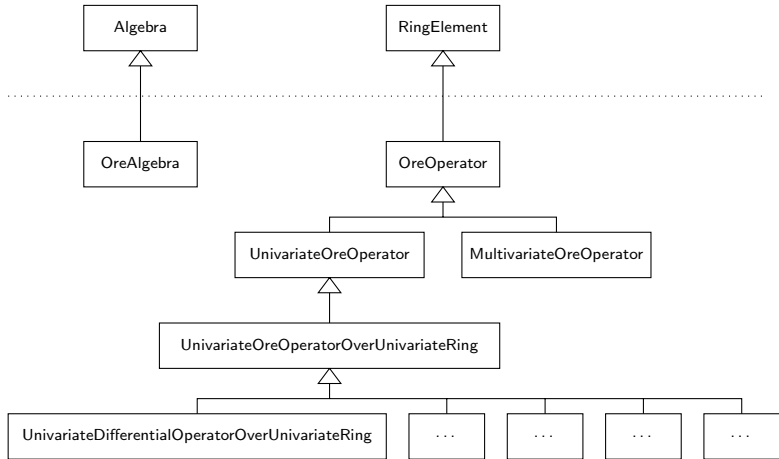 Algebra
RingElement
OreAlgebra
OreOperator
UnivariateOreOperator
MultivariateOreOperator
UnivariateOreOperatorOverUnivariateRing
UnivariateDifferentialOperatorOverUnivariateRing
...
...
...
...